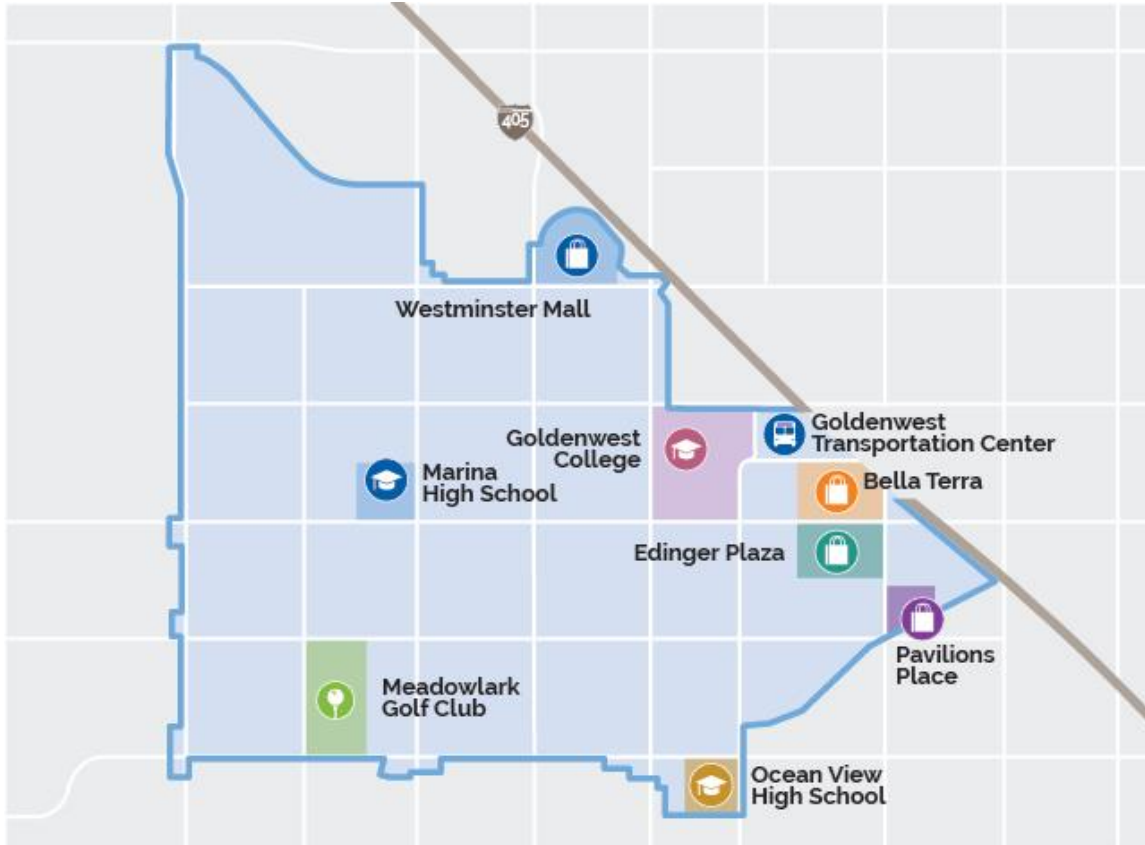 405
Westminster Mall
Goldenwest
Transportation Center
Goldenwest
College
Marina
High School
Bella Terra
Edinger Plaza
Pavilions
Place
Meadowlark
Golf Club
Ocean View
High School